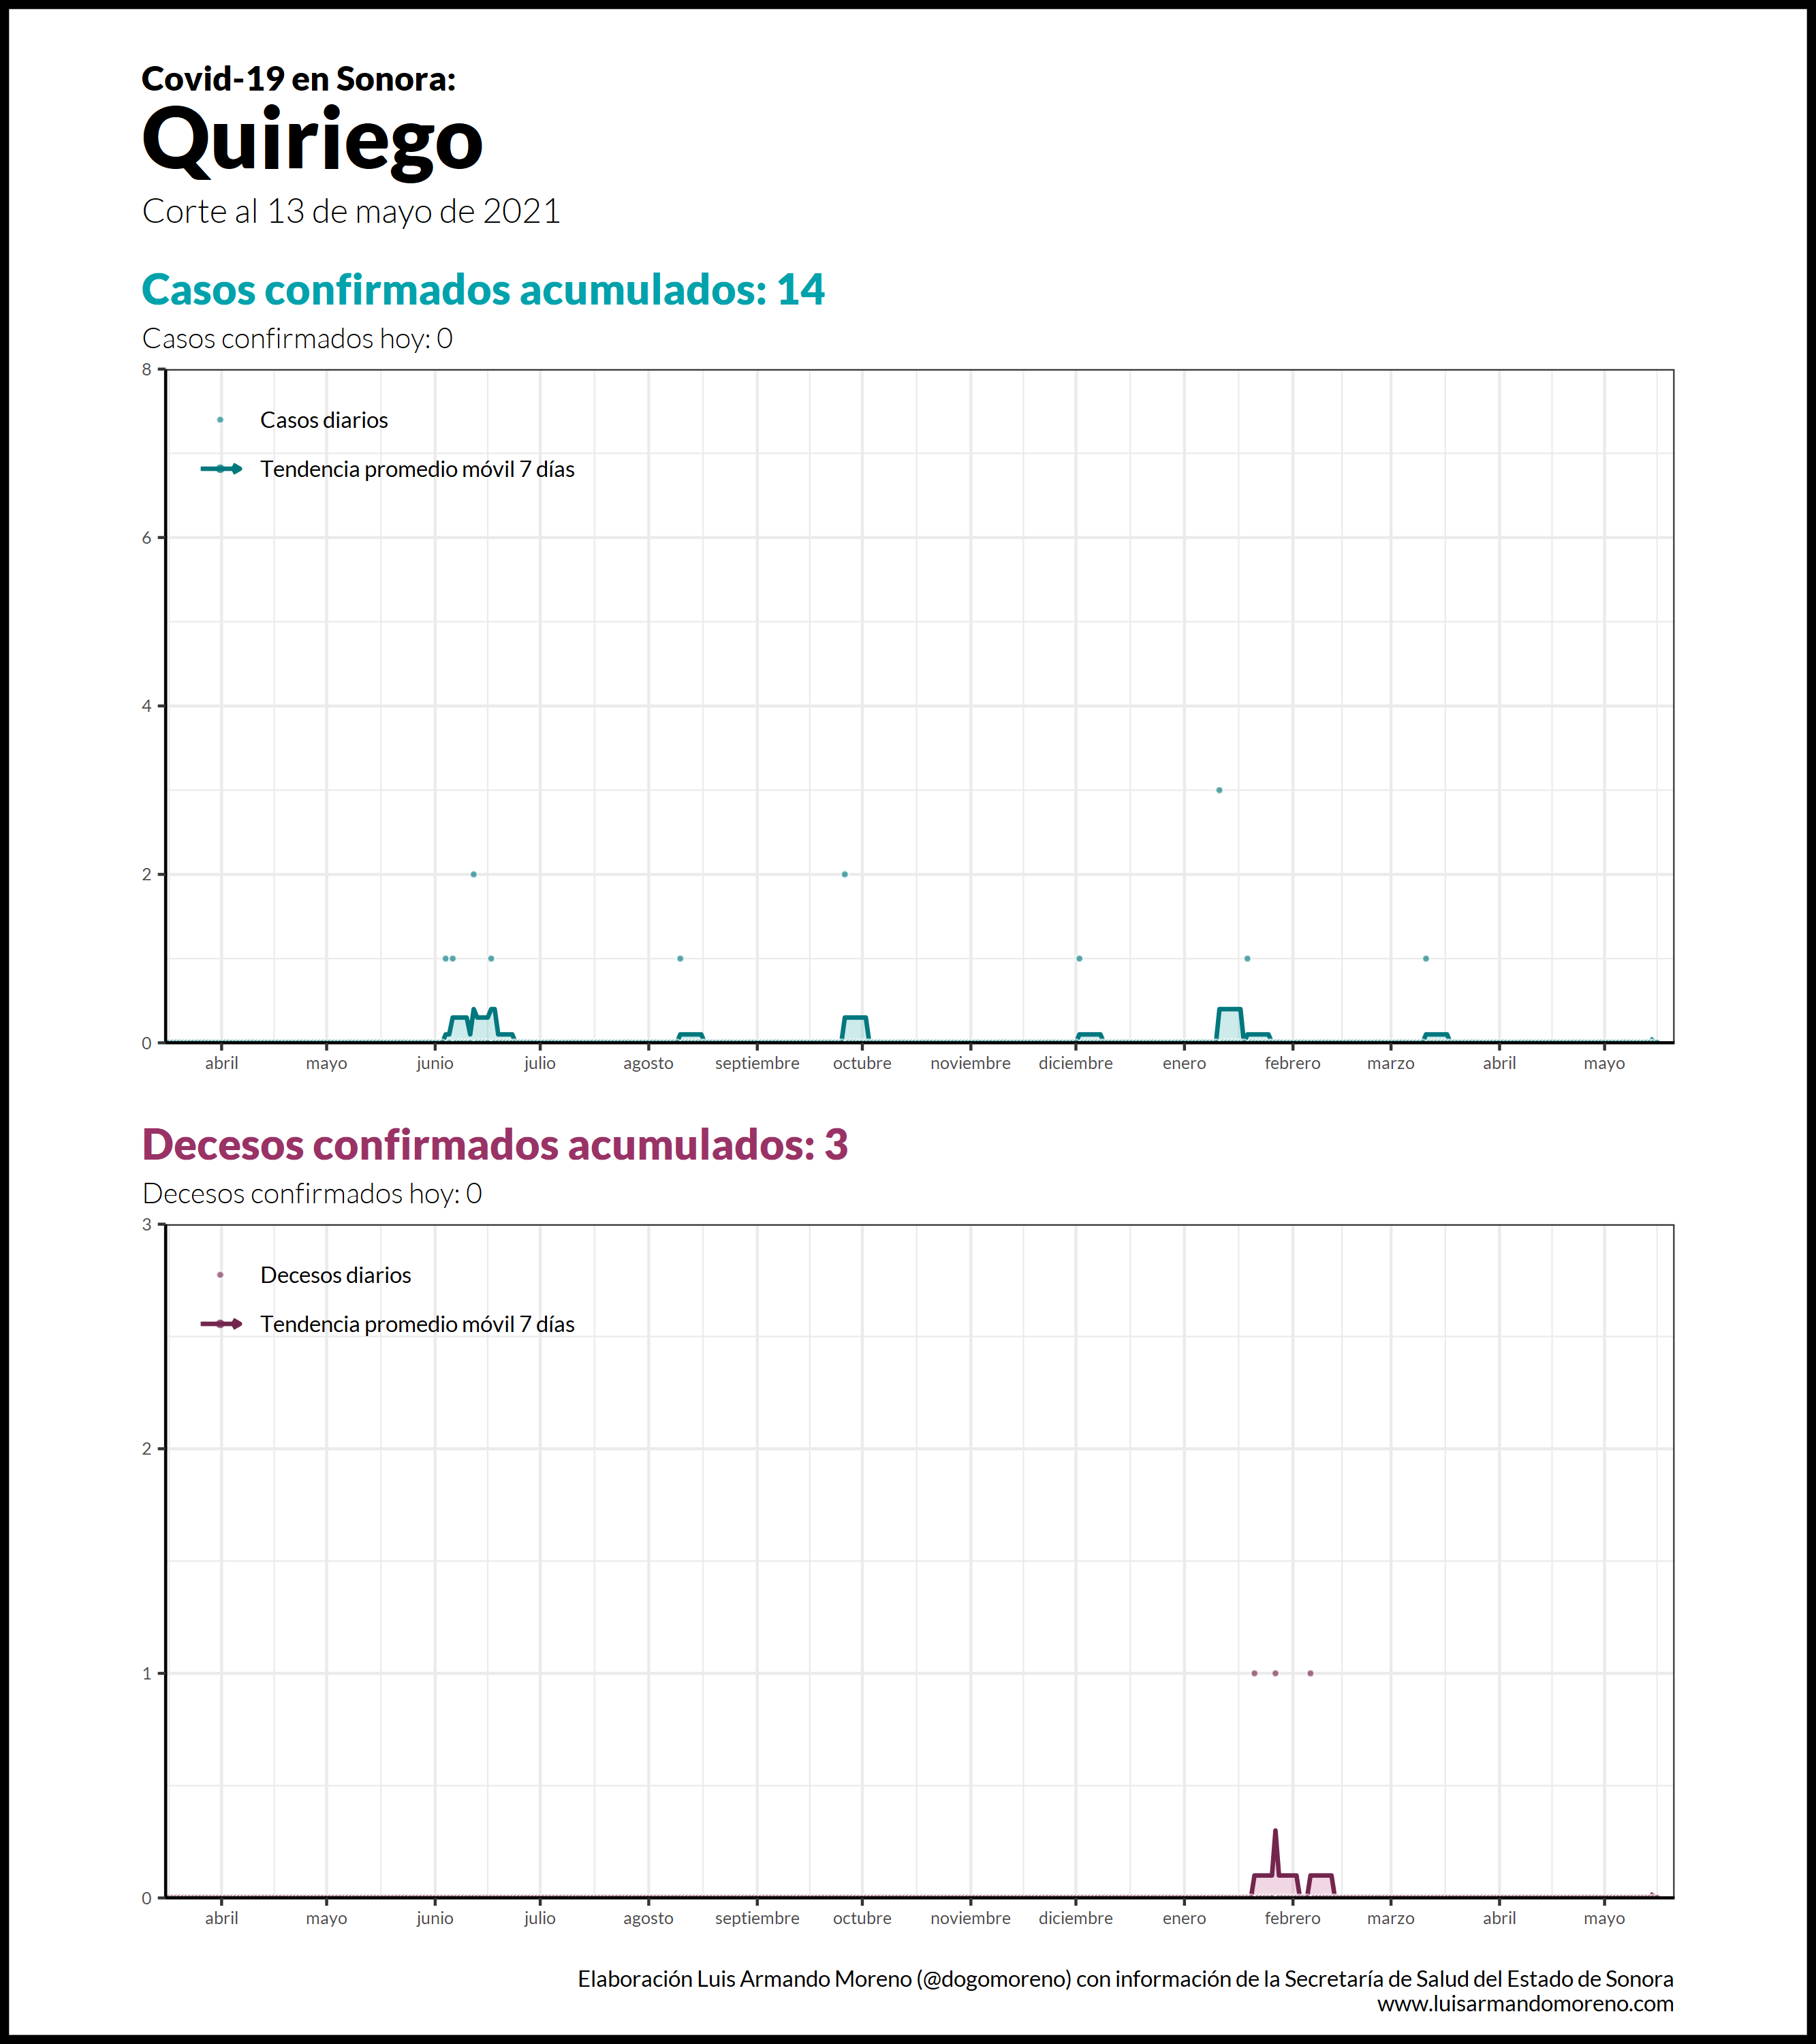 Covid-19 en Sonora:
Quiriego
Corte al 13 de mayo de 2021
Casos confirmados acumulados: 14
Casos confirmados hoy: 0
8
Casos diarios
Tendencia promedio móvil 7 días
6
4
2
0
abril mayo junio julio agosto septiembre octubre noviembre diciembre enero febrero marzo abril mayo
Decesos confirmados acumulados: 3
Decesos confirmados hoy: 0
3
Decesos diarios
Tendencia promedio móvil 7 días
2
1
0
abril mayo junio julio agosto septiembre octubre noviembre diciembre enero febrero marzo abril mayo
Elaboración Luis Armando Moreno (@dogomoreno) con información de la Secretaría de Salud del Estado de Sonora
www.luisarmandomoreno.com